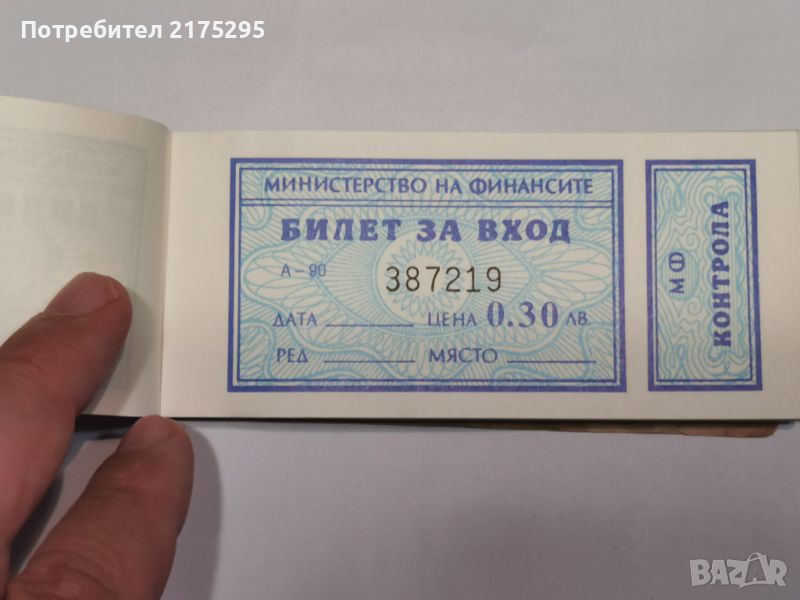 Потребител 2175295
МИНИСТЕРСТВО НА ФИНАНСИТЕ
БИЛЕТ ЗА ВХОД
А-90 387219
ДАТА ЦЕНА 0.30 ЛВ.
РЕД МЯСТО
МФ
КОНТРОЛА
BAZAR